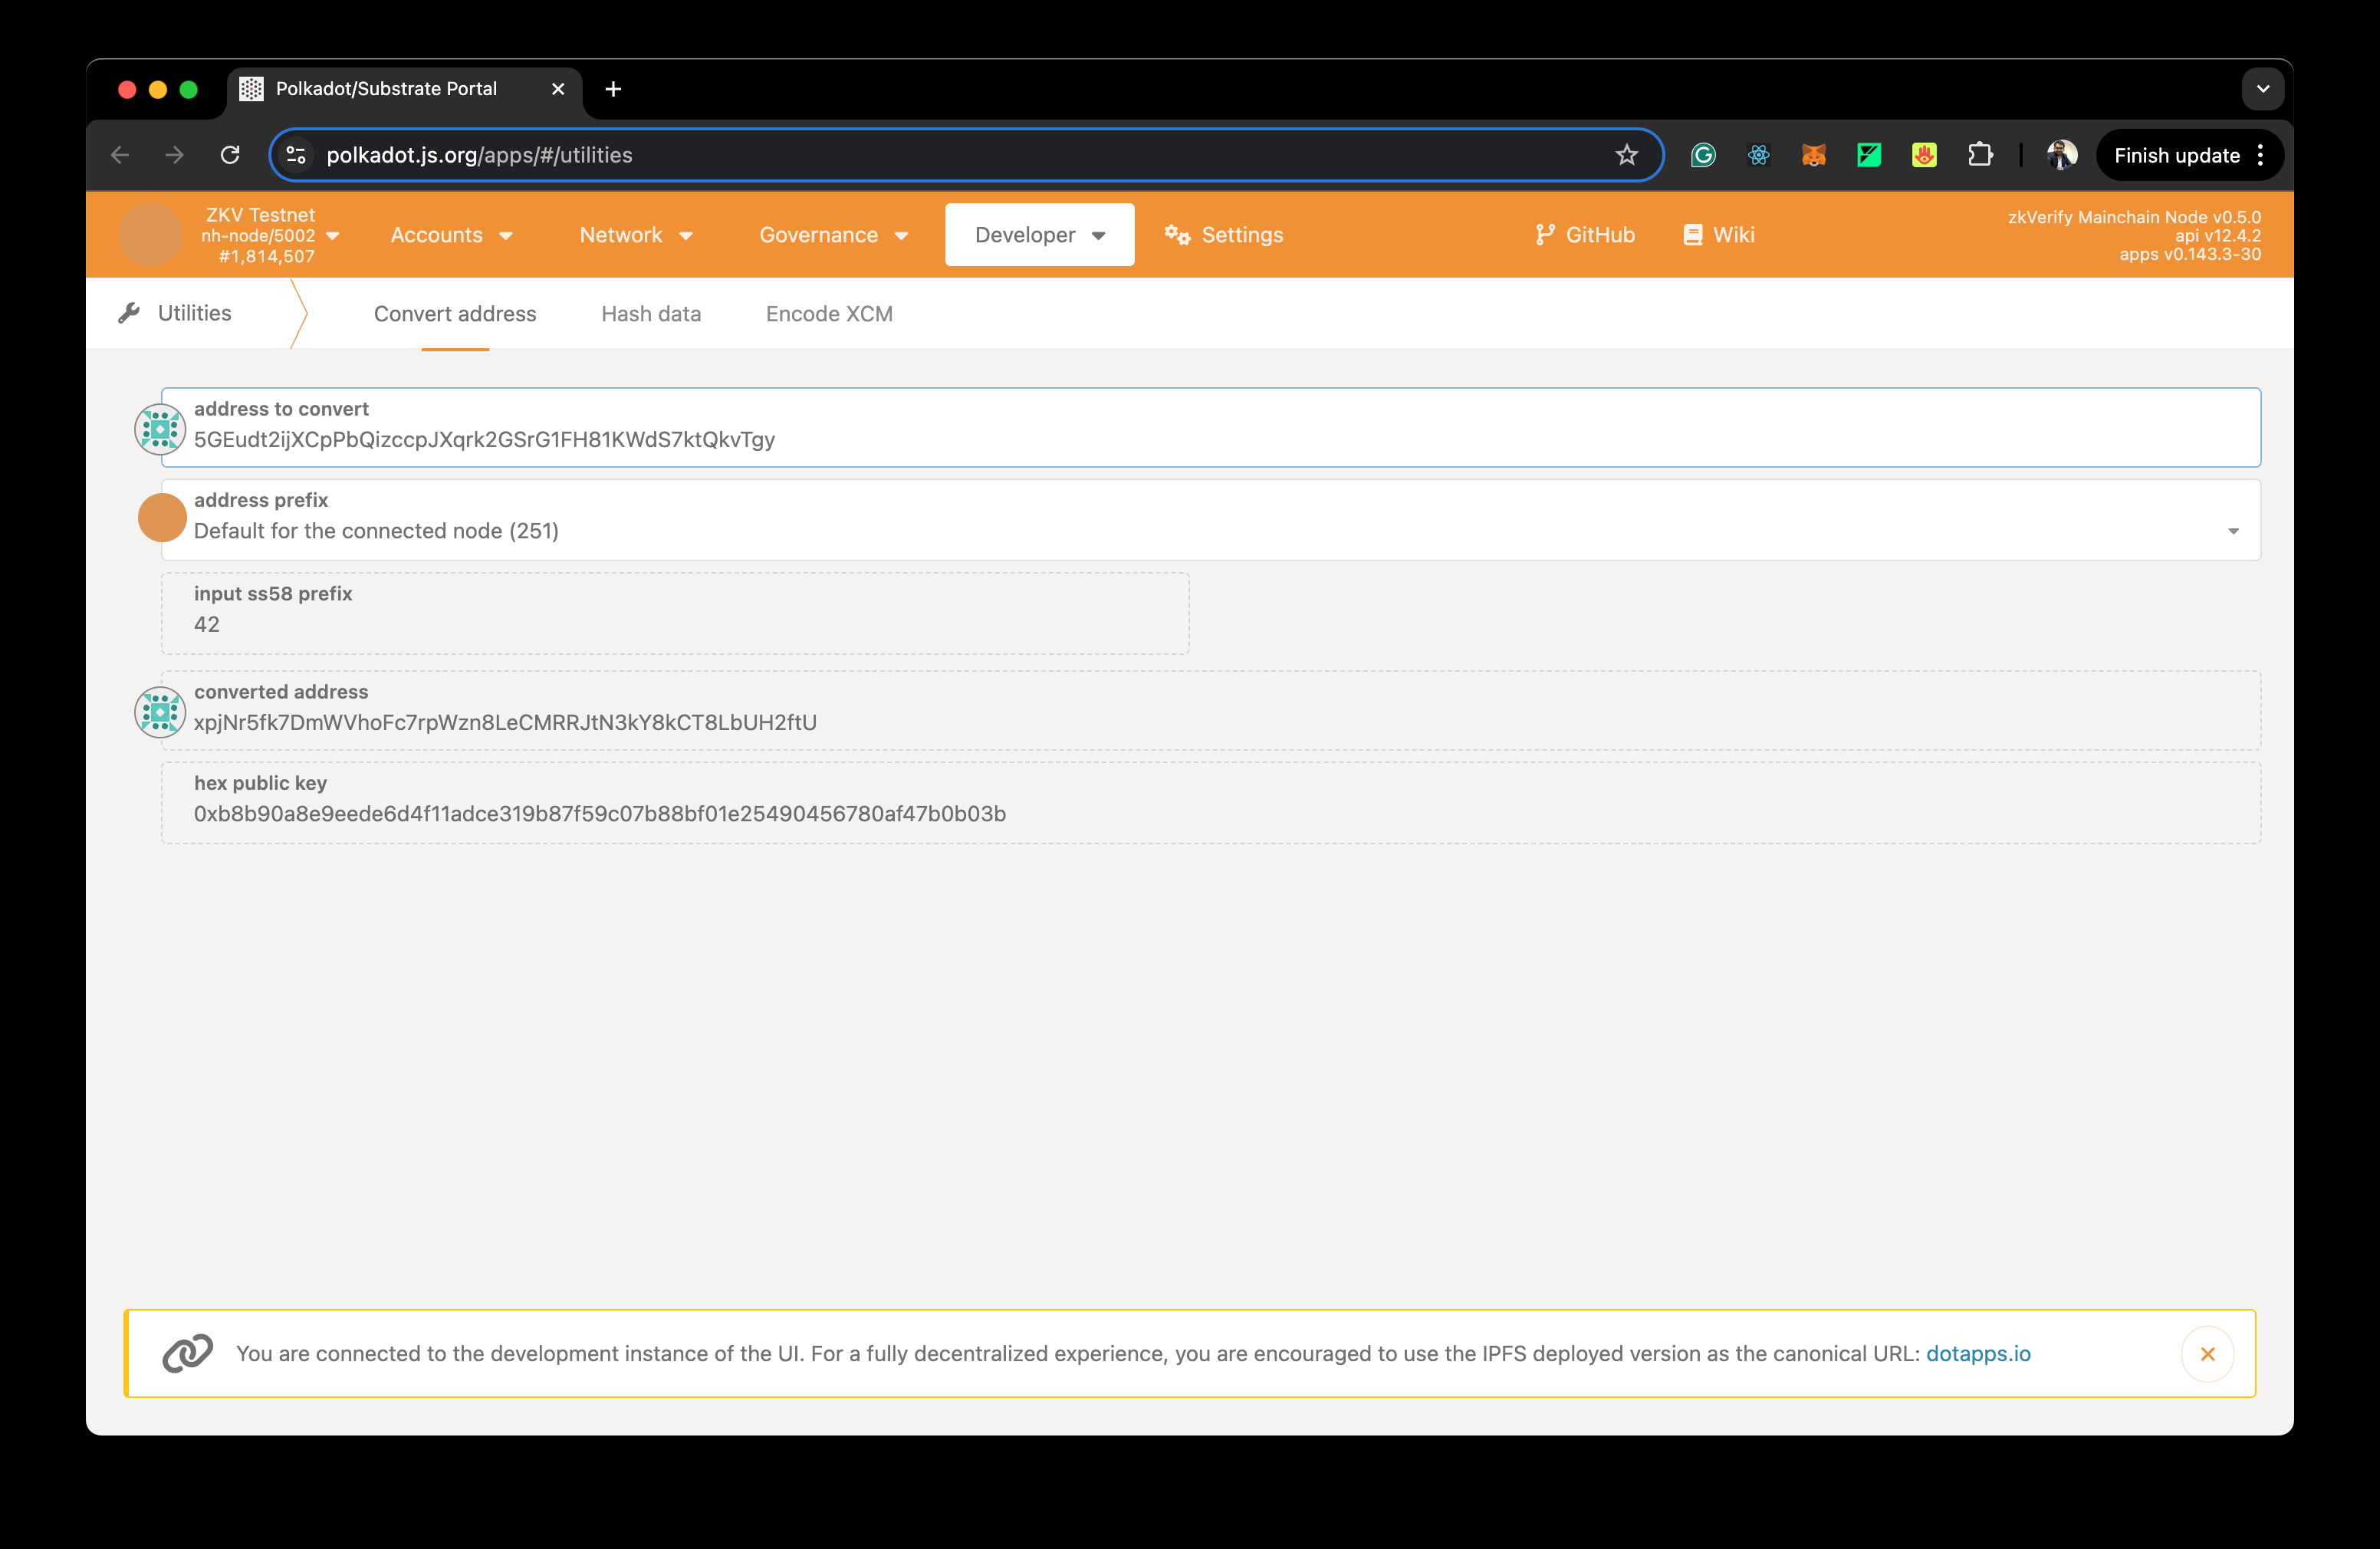 Polkadot/Substrate Portal
polkadot.js.org/apps/#/utilities
Finish update
ZKV Testnet
nh-node/5002
#1,814,507
Accounts
Network
Governance
Developer
Settings
GitHub
Wiki
zkVerify Mainchain Node v0.5.0
api v12.4.2
apps v0.143.3-30
Utilities
Convert address
Hash data
Encode XCM
address to convert
5GEudt2ijXCpPbQizccpJXqrk2GSrG1FH81KWdS7ktQkvTgy
address prefix
Default for the connected node (251)
input ss58 prefix
42
converted address
xpjNr5fk7DmWVhoFc7rpWzn8LeCMRRJtN3kY8kCT8LbUH2ftU
hex public key
0xb8b90a8e9eede6d4f11adce319b87f59c07b88bf01e25490456780af47b0b03b
You are connected to the development instance of the UI. For a fully decentralized experience, you are encouraged to use the IPFS deployed version as the canonical URL: dotapps.io